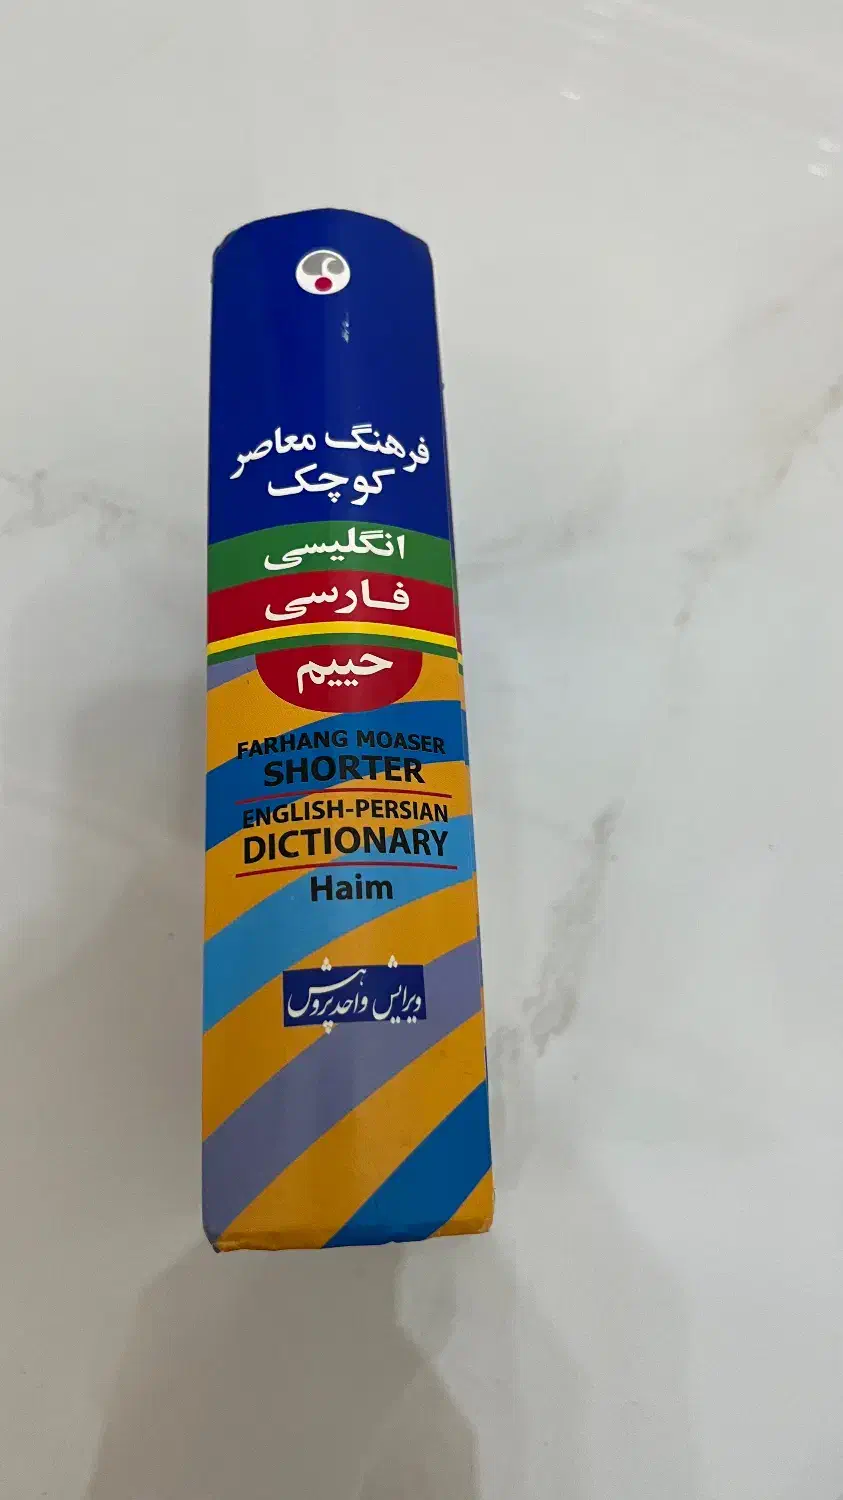 فرهنگ معاصر
کوچک
انگلیسی
فارسی
حییم
FARHANG MOASER
SHORTER
ENGLISH-PERSIAN
DICTIONARY
Haim
ویرایش واحد پژوهش